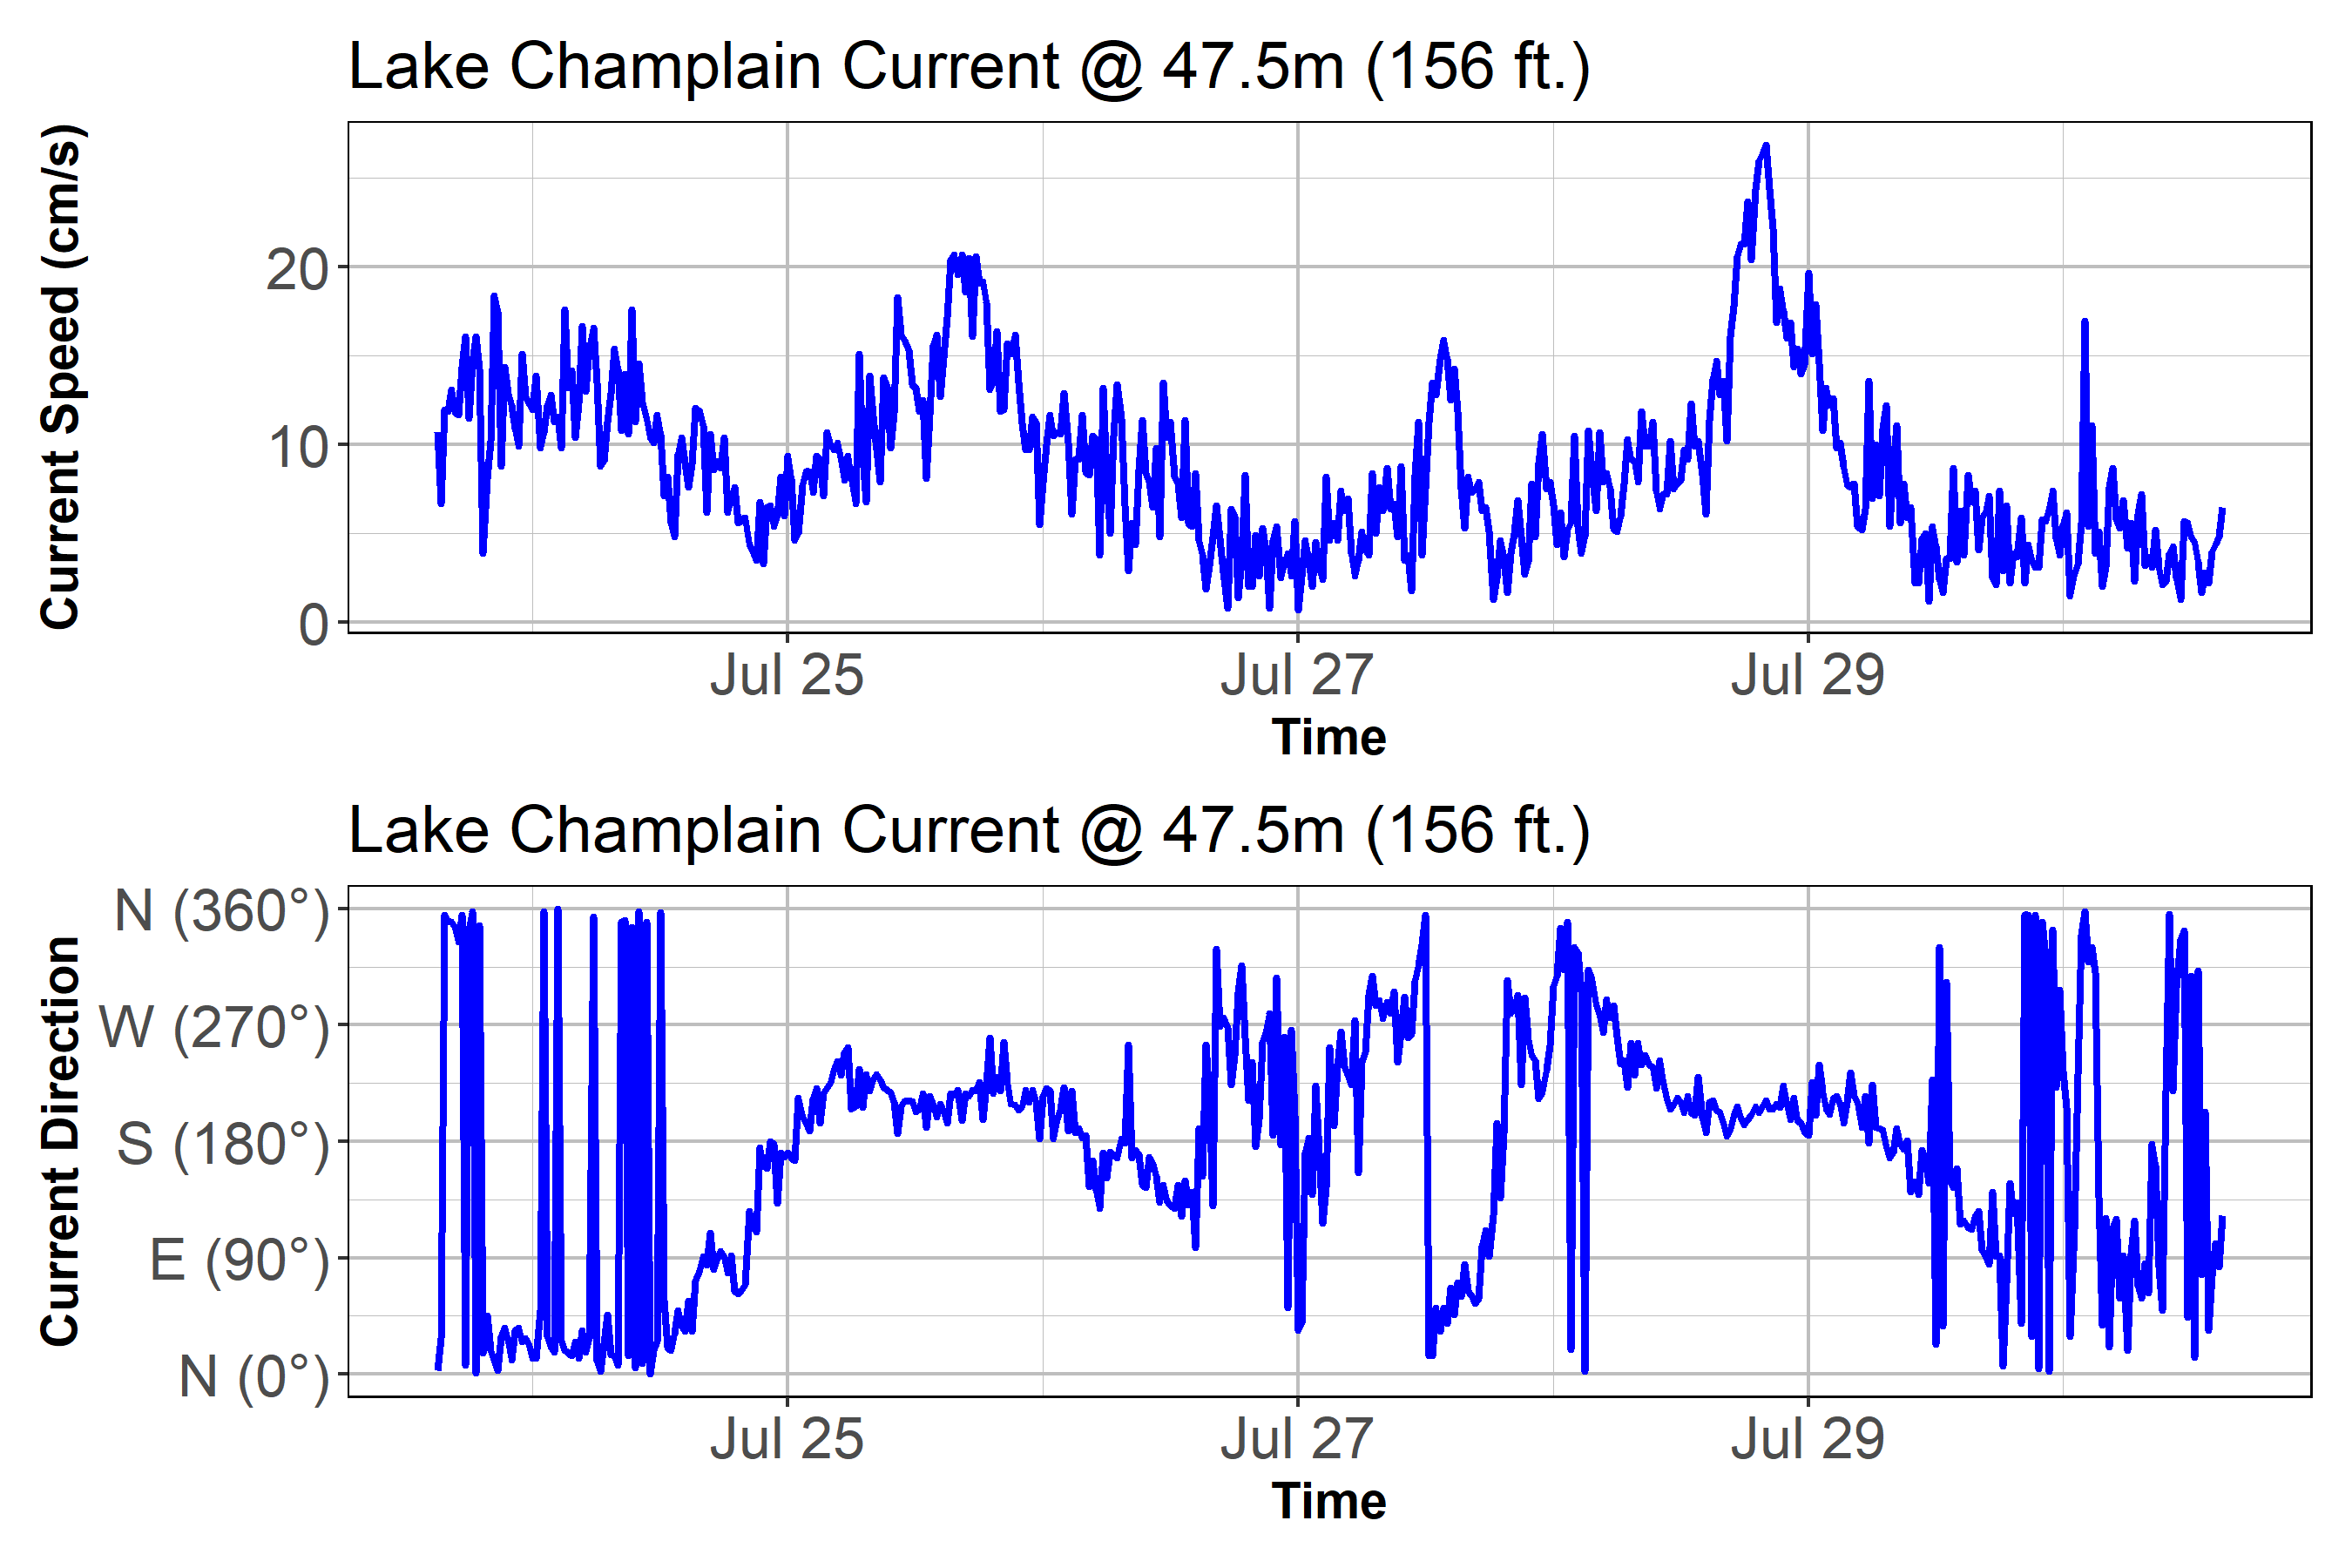 Lake Champlain Current @ 47.5m (156 ft.)
Current Speed (cm/s)
20
10
0
Jul 25 Jul 27 Jul 29
Time
Lake Champlain Current @ 47.5m (156 ft.)
Current Direction
N (360°)
W (270°)
S (180°)
E (90°)
N (0°)
Jul 25 Jul 27 Jul 29
Time